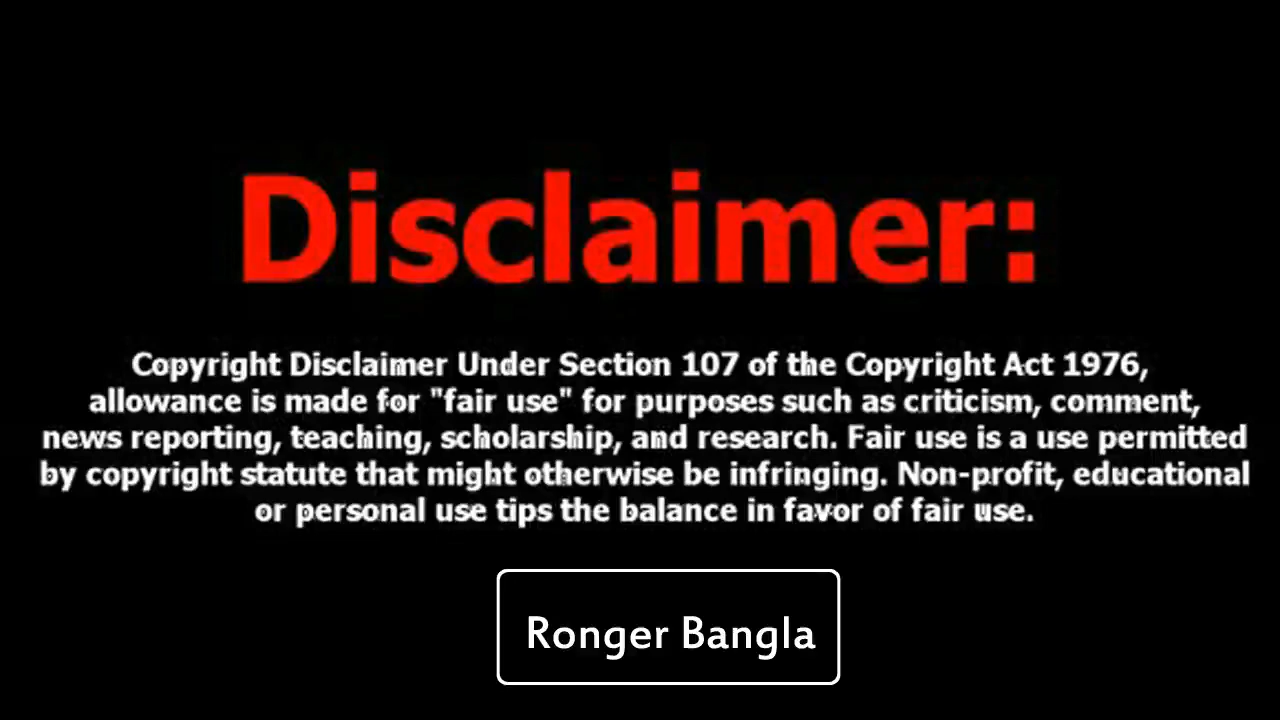 Disclaimer:
Copyright Disclaimer Under Section 107 of the Copyright Act 1976,
allowance is made for "fair use" for purposes such as criticism, comment,
news reporting, teaching, scholarship, and research. Fair use is a use permitted
by copyright statute that might otherwise be infringing. Non-profit, educational
or personal use tips the balance in favor of fair use.
Ronger Bangla